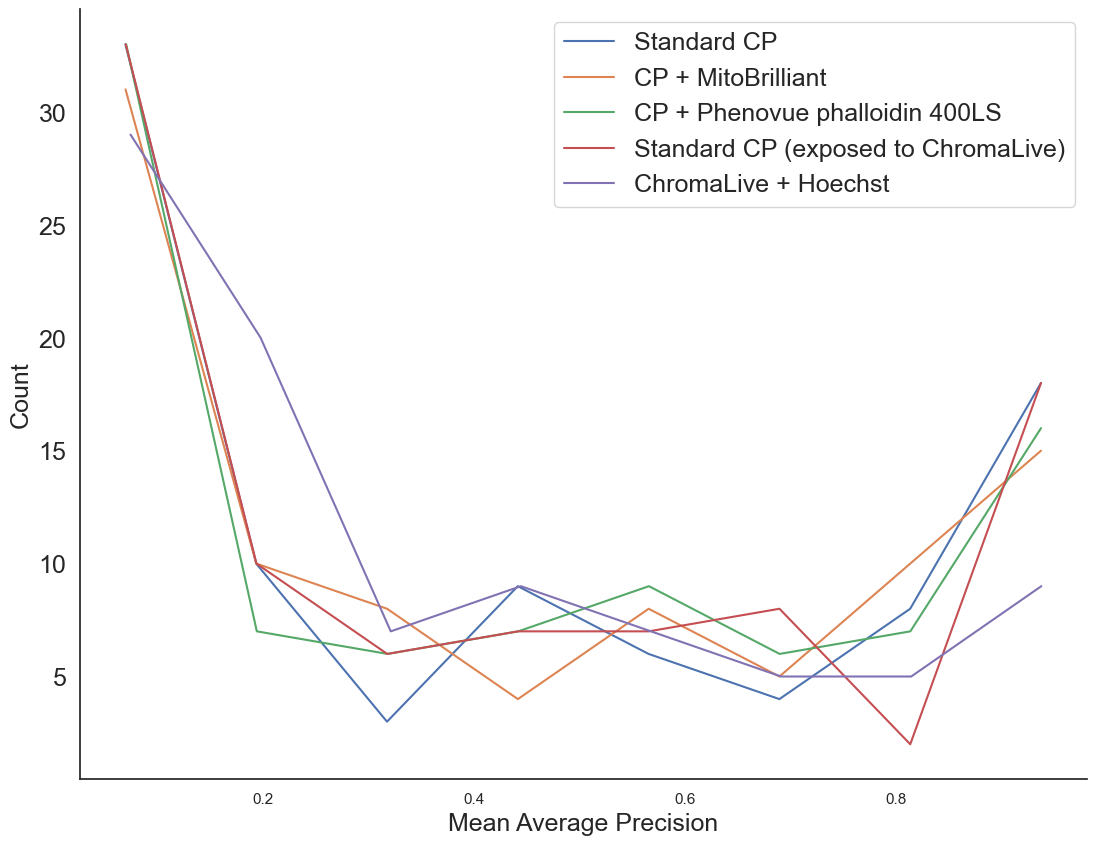 Standard CP
CP + MitoBrilliant
CP + Phenovue phalloidin 400LS
Standard CP (exposed to ChromaLive)
ChromaLive + Hoechst
30
25
20
15
10
5
Count
0.2 0.4 0.6 0.8
Mean Average Precision